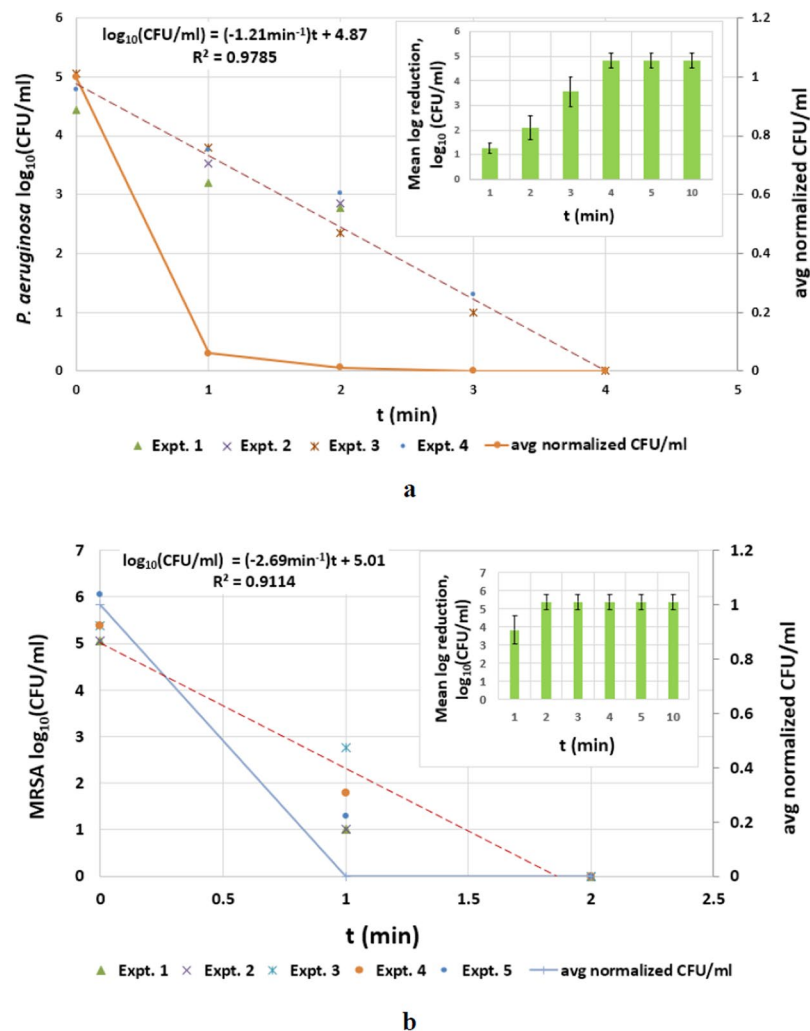 log₁₀(CFU/ml) = (-1.21min⁻¹)t + 4.87
R² = 0.9785
P. aeruginosa log₁₀(CFU/ml)
6
5
4
3
2
1
0
0 1 2 3 4 5
t (min)
1.2
1
0.8
0.6
0.4
0.2
0
avg normalized CFU/ml
Mean log reduction,
log₁₀ (CFU/ml)
6
5
4
3
2
1
0
1 2 3 4 5 10
t (min)
Expt. 1 Expt. 2 Expt. 3 Expt. 4 avg normalized CFU/ml
a
log₁₀(CFU/ml) = (-2.69min⁻¹)t + 5.01
R² = 0.9114
MRSA log₁₀(CFU/ml)
7
6
5
4
3
2
1
0
0 0.5 1 1.5 2 2.5
t (min)
1.2
1
0.8
0.6
0.4
0.2
0
avg normalized CFU/ml
Mean log reduction,
log₁₀(CFU/ml)
7
6
5
4
3
2
1
0
1 2 3 4 5 10
t (min)
Expt. 1 Expt. 2 Expt. 3 Expt. 4 Expt. 5 avg normalized CFU/ml
b